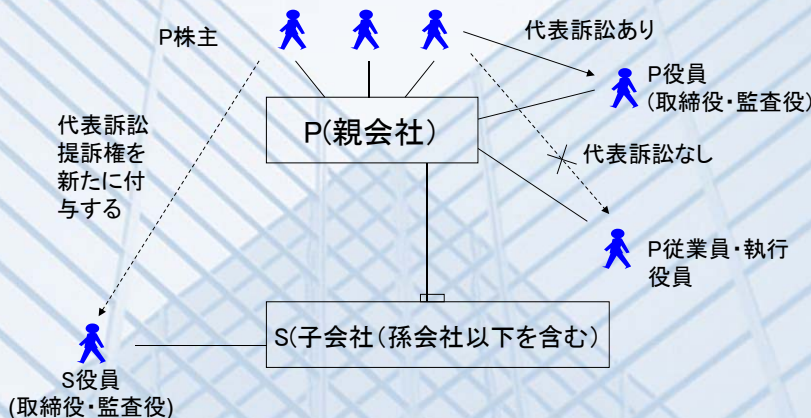 P株主
代表訴訟あり
P役員
(取締役・監査役)
P(親会社)
代表訴訟
提訴権を
新たに付
与する
代表訴訟なし
P従業員・執行
役員
S(子会社(孫会社以下を含む)
S役員
(取締役・監査役)